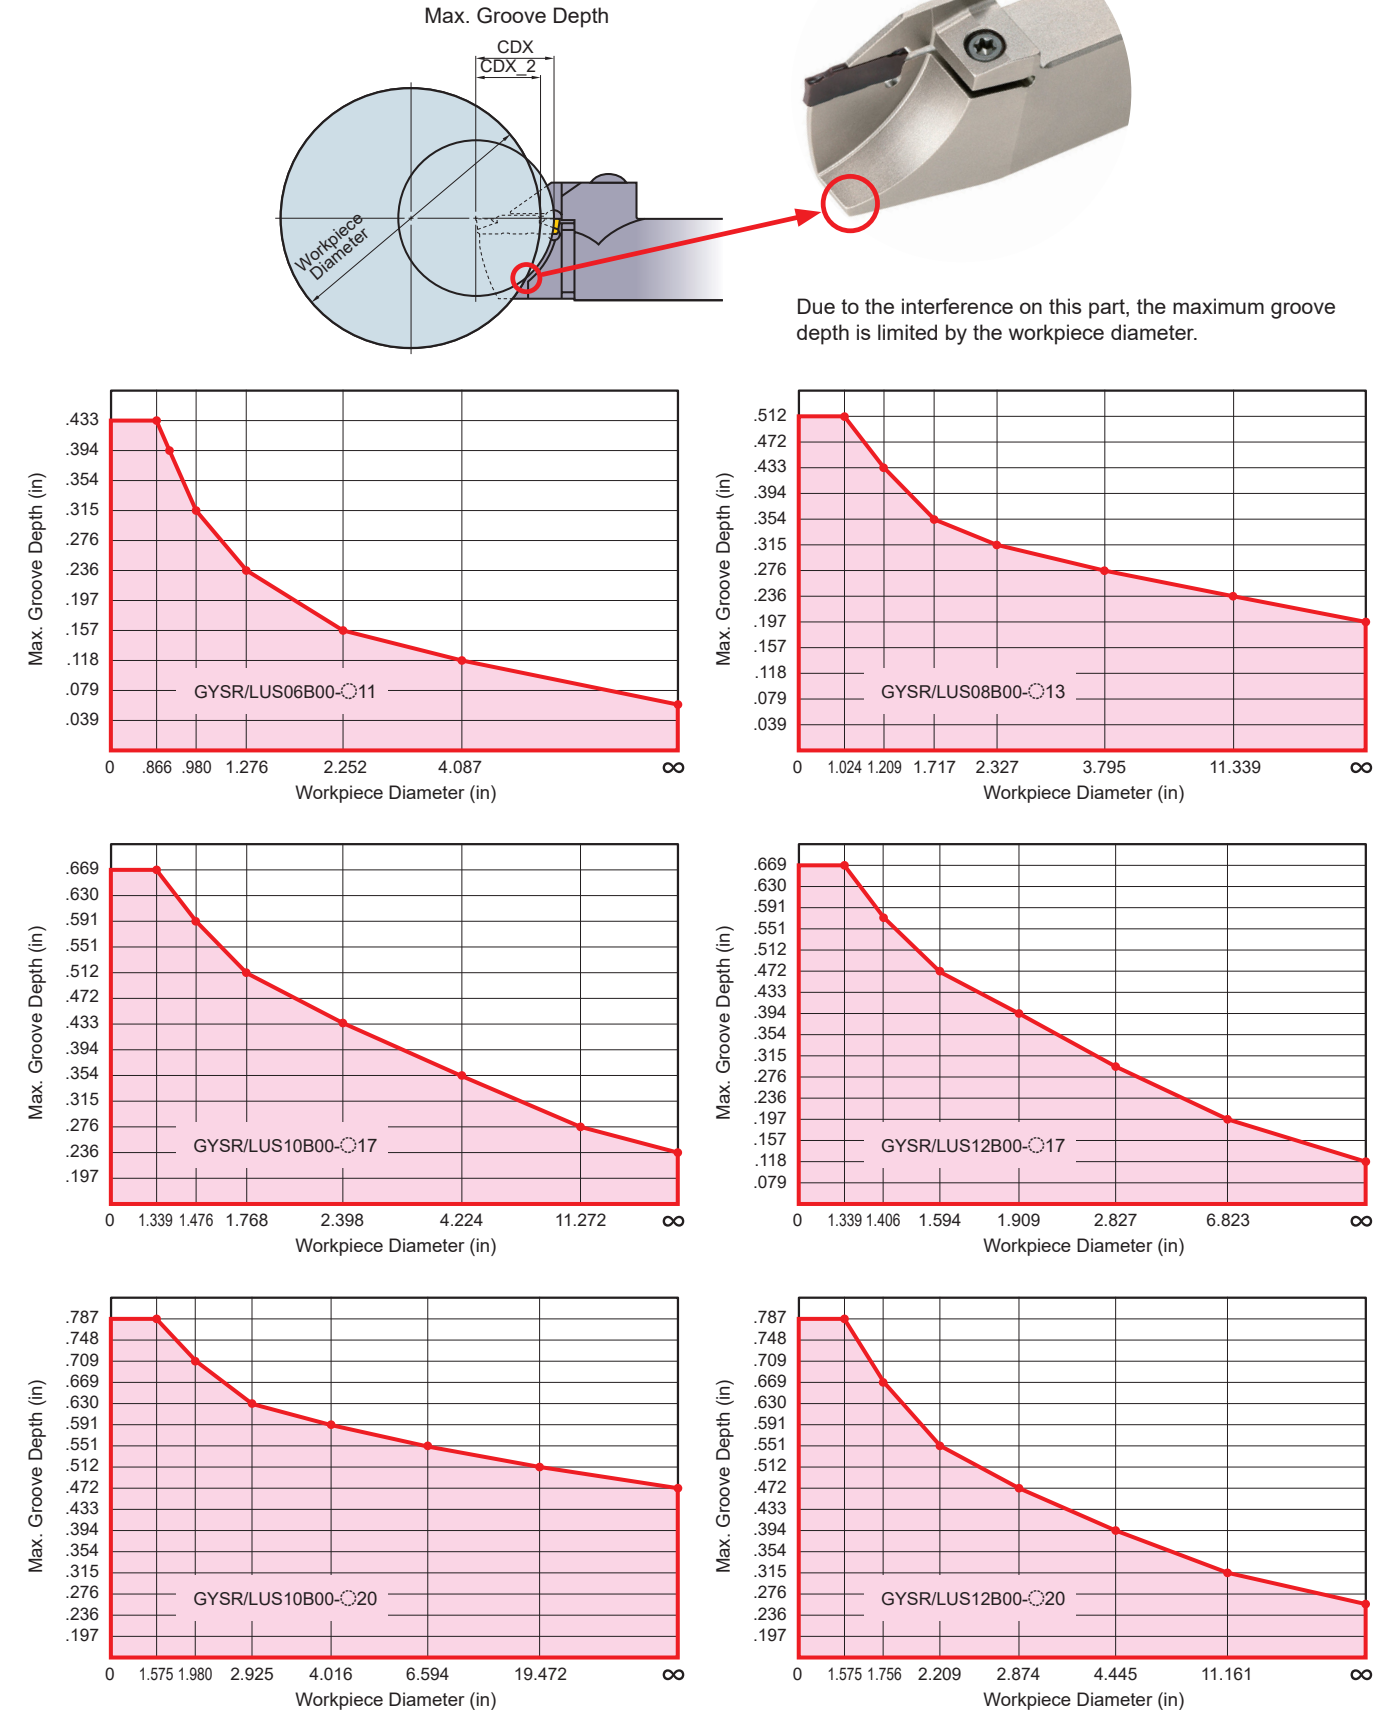 Max. Groove Depth
CDX
CDX_2
Workpiece
Diameter
Due to the interference on this part, the maximum groove
depth is limited by the workpiece diameter.
Max. Groove Depth (in)
.433
.394
.354
.315
.276
.236
.197
.157
.118
.079
.039
GYSR/LUS06B00-◌11
0 .866 .980 1.276 2.252 4.087 ∞
Workpiece Diameter (in)
Max. Groove Depth (in)
.512
.472
.433
.394
.354
.315
.276
.236
.197
.157
.118
.079
.039
GYSR/LUS08B00-◌13
0 1.024 1.209 1.717 2.327 3.795 11.339 ∞
Workpiece Diameter (in)
Max. Groove Depth (in)
.669
.630
.591
.551
.512
.472
.433
.394
.354
.315
.276
.236
.197
GYSR/LUS10B00-◌17
0 1.339 1.476 1.768 2.398 4.224 11.272 ∞
Workpiece Diameter (in)
Max. Groove Depth (in)
.669
.630
.591
.551
.512
.472
.433
.394
.354
.315
.276
.236
.197
.157
.118
.079
GYSR/LUS12B00-◌17
0 1.339 1.406 1.594 1.909 2.827 6.823 ∞
Workpiece Diameter (in)
Max. Groove Depth (in)
.787
.748
.709
.669
.630
.591
.551
.512
.472
.433
.394
.354
.315
.276
.236
.197
GYSR/LUS10B00-◌20
0 1.575 1.980 2.925 4.016 6.594 19.472 ∞
Workpiece Diameter (in)
Max. Groove Depth (in)
.787
.748
.709
.669
.630
.591
.551
.512
.472
.433
.394
.354
.315
.276
.236
.197
GYSR/LUS12B00-◌20
0 1.575 1.756 2.209 2.874 4.445 11.161 ∞
Workpiece Diameter (in)